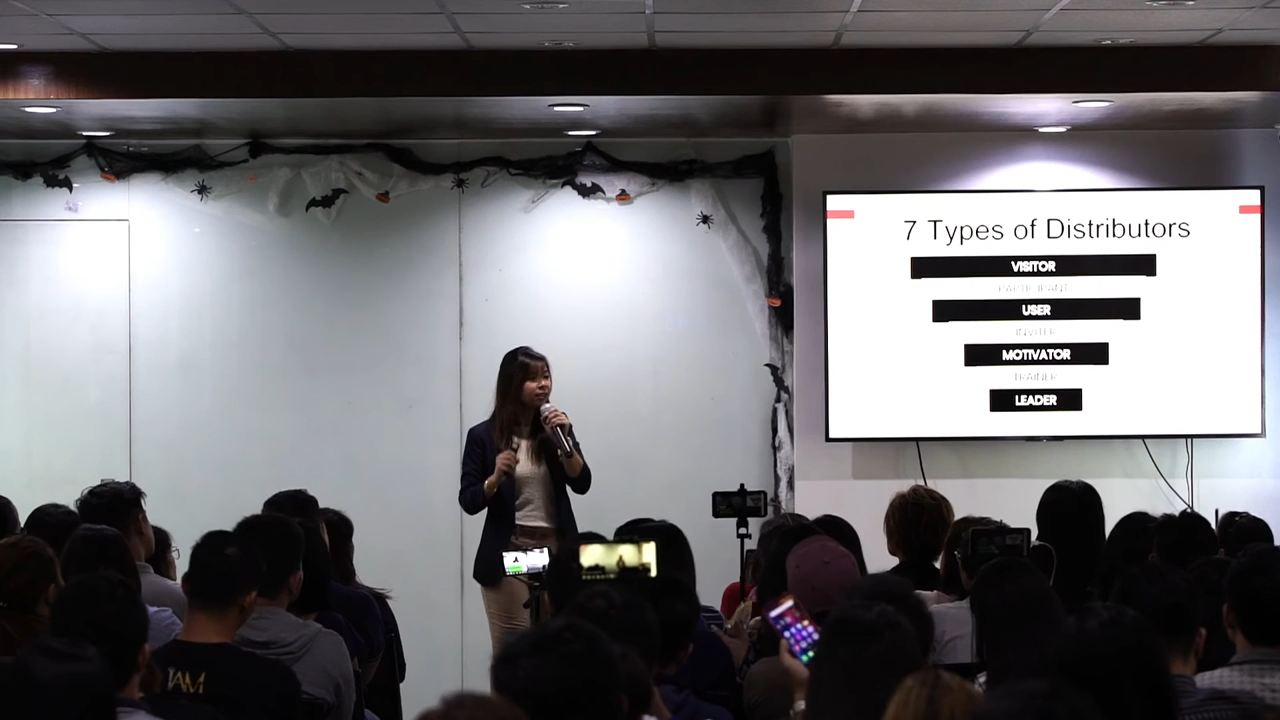 7 Types of Distributors
VISITOR
PARTICIPANT
USER
INVITER
MOTIVATOR
TRAINER
LEADER